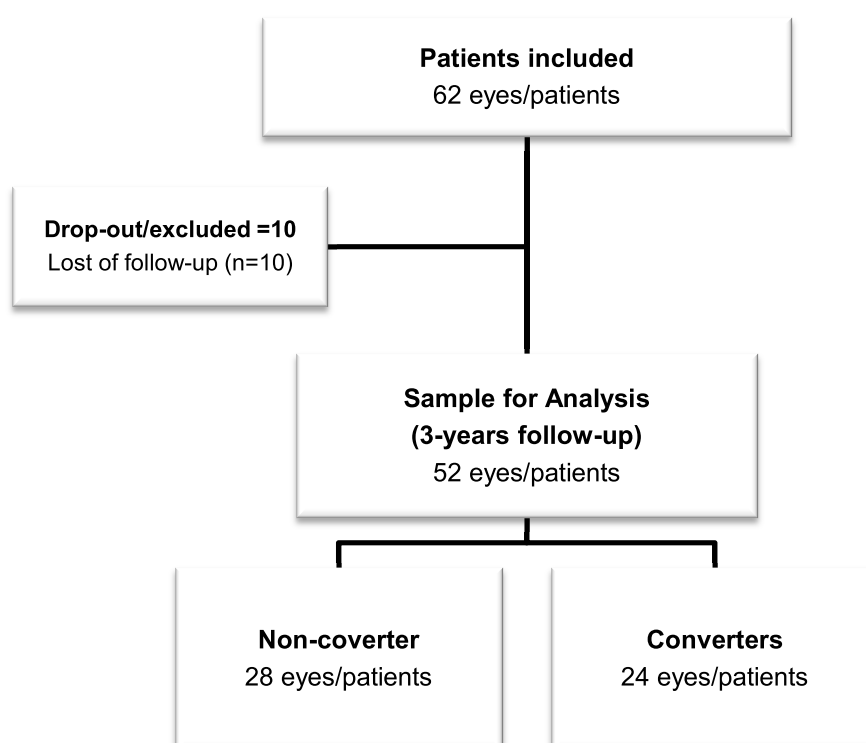 Patients included
62 eyes/patients
Drop-out/excluded =10
Lost of follow-up (n=10)
Sample for Analysis
(3-years follow-up)
52 eyes/patients
Non-coverter
28 eyes/patients
Converters
24 eyes/patients